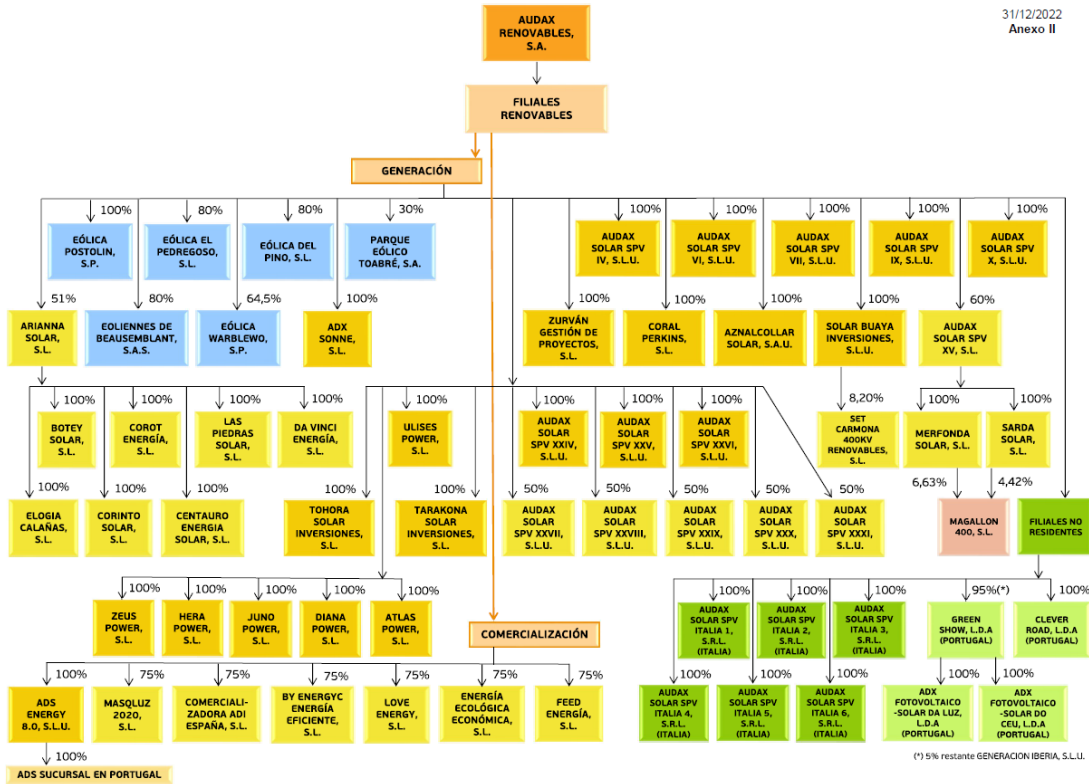 31/12/2022
Anexo II
AUDAX
RENOVABLES,
S.A.
FILIALES
RENOVABLES
GENERACIÓN
100%
80%
80%
30%
100%
100%
100%
100%
100%
EÓLICA
POSTOLIN,
S.P.
EÓLICA EL
PEDREGOSO,
S.L.
EÓLICA DEL
PINO, S.L.
PARQUE
EÓLICO
TOABRÉ, S.A.
AUDAX
SOLAR SPV
IV, S.L.U.
AUDAX
SOLAR SPV
VI, S.L.U.
AUDAX
SOLAR SPV
VII, S.L.U.
AUDAX
SOLAR SPV
IX, S.L.U.
AUDAX
SOLAR SPV
X, S.L.U.
51%
80%
64,5%
100%
100%
100%
100%
100%
60%
ARIANNA
SOLAR,
S.L.
EOLIENNES DE
BEAUSEMBLANT,
S.A.S.
EÓLICA
WARBLEWO,
S.P.
ADX
SONNE,
S.L.
ZURVÁN
GESTIÓN DE
PROYECTOS,
S.L.
CORAL
PERKINS,
S.L.
AZNALCOLLAR
SOLAR, S.A.U.
SOLAR BUAYA
INVERSIONES,
S.L.U.
AUDAX
SOLAR SPV
XV, S.L.
100%
100%
100%
100%
100%
100%
100%
100%
8,20%
100%
100%
BOTEY
SOLAR,
S.L.
COROT
ENERGÍA,
S.L.
LAS
PIEDRAS
SOLAR,
S.L.
DA VINCI
ENERGÍA,
S.L.
ULISES
POWER,
S.L.
AUDAX
SOLAR
SPV XXIV,
S.L.U.
AUDAX
SOLAR
SPV XXV,
S.L.U.
AUDAX
SOLAR
SPV XXVI,
S.L.U.
SET
CARMONA
400KV
RENOVABLES,
S.L.
MERFONDA
SOLAR, S.L.
SARDA
SOLAR,
S.L.
100%
100%
100%
100%
100%
50%
50%
50%
50%
50%
6,63%
4,42%
ELOGIA
CALAÑAS,
S.L.
CORINTO
SOLAR,
S.L.
CENTAURO
ENERGIA
SOLAR, S.L.
TOHORA
SOLAR
INVERSIONES,
S.L.
TARAKONA
SOLAR
INVERSIONES,
S.L.
AUDAX
SOLAR
SPV XXVII,
S.L.U.
AUDAX
SOLAR
SPV XXVIII,
S.L.U.
AUDAX
SOLAR
SPV XXIX,
S.L.U.
AUDAX
SOLAR
SPV XXX,
S.L.U.
AUDAX
SOLAR
SPV XXXI,
S.L.U.
MAGALLON
400, S.L.
FILIALES NO
RESIDENTES
100%
100%
100%
100%
100%
100%
100%
100%
95%(*)
100%
ZEUS
POWER,
S.L.
HERA
POWER,
S.L.
JUNO
POWER,
S.L.
DIANA
POWER,
S.L.
ATLAS
POWER,
S.L.
COMERCIALIZACIÓN
AUDAX
SOLAR SPV
ITALIA 1,
S.R.L.
(ITALIA)
AUDAX
SOLAR SPV
ITALIA 2,
S.R.L.
(ITALIA)
AUDAX
SOLAR SPV
ITALIA 3,
S.R.L.
(ITALIA)
GREEN
SHOW, L.D.A
(PORTUGAL)
CLEVER
ROAD, L.D.A
(PORTUGAL)
100%
75%
75%
75%
75%
75%
75%
100%
100%
100%
100%
100%
ADS
ENERGY
8.0, S.L.U.
MASQLUZ
2020, S.L.
COMERCIALI-
ZADORA ADI
ESPAÑA, S.L.
BY ENERGYC
ENERGÍA
EFICIENTE,
S.L.
LOVE
ENERGY,
S.L.
ENERGÍA
ECOLÓGICA
ECONÓMICA,
S.L.
FEED
ENERGÍA,
S.L.
AUDAX
SOLAR SPV
ITALIA 4,
S.R.L.
(ITALIA)
AUDAX
SOLAR SPV
ITALIA 5,
S.R.L.
(ITALIA)
AUDAX
SOLAR SPV
ITALIA 6,
S.R.L.
(ITALIA)
ADX
FOTOVOLTAICO
-SOLAR DA LUZ,
L.D.A
(PORTUGAL)
ADX
FOTOVOLTAICO
-SOLAR DO
CEU, L.D.A
(PORTUGAL)
100%
ADS SUCURSAL EN PORTUGAL
(*) 5% restante GENERACION IBERIA, S.L.U.